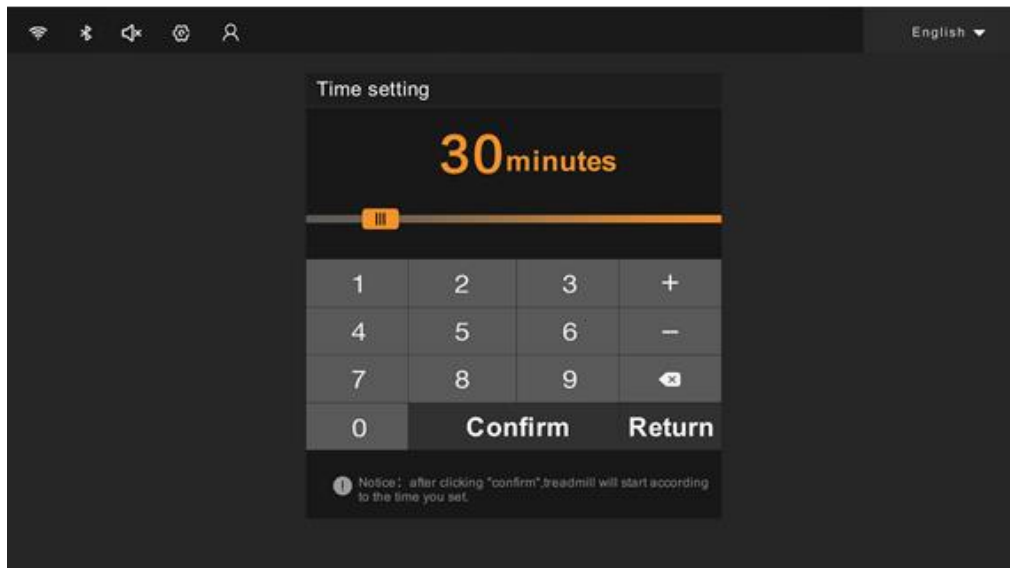 English
Time setting
30minutes
1 2 3 +
4 5 6 −
7 8 9
0 Confirm Return
Notice: after clicking "confirm",treadmill will start according
to the time you set.